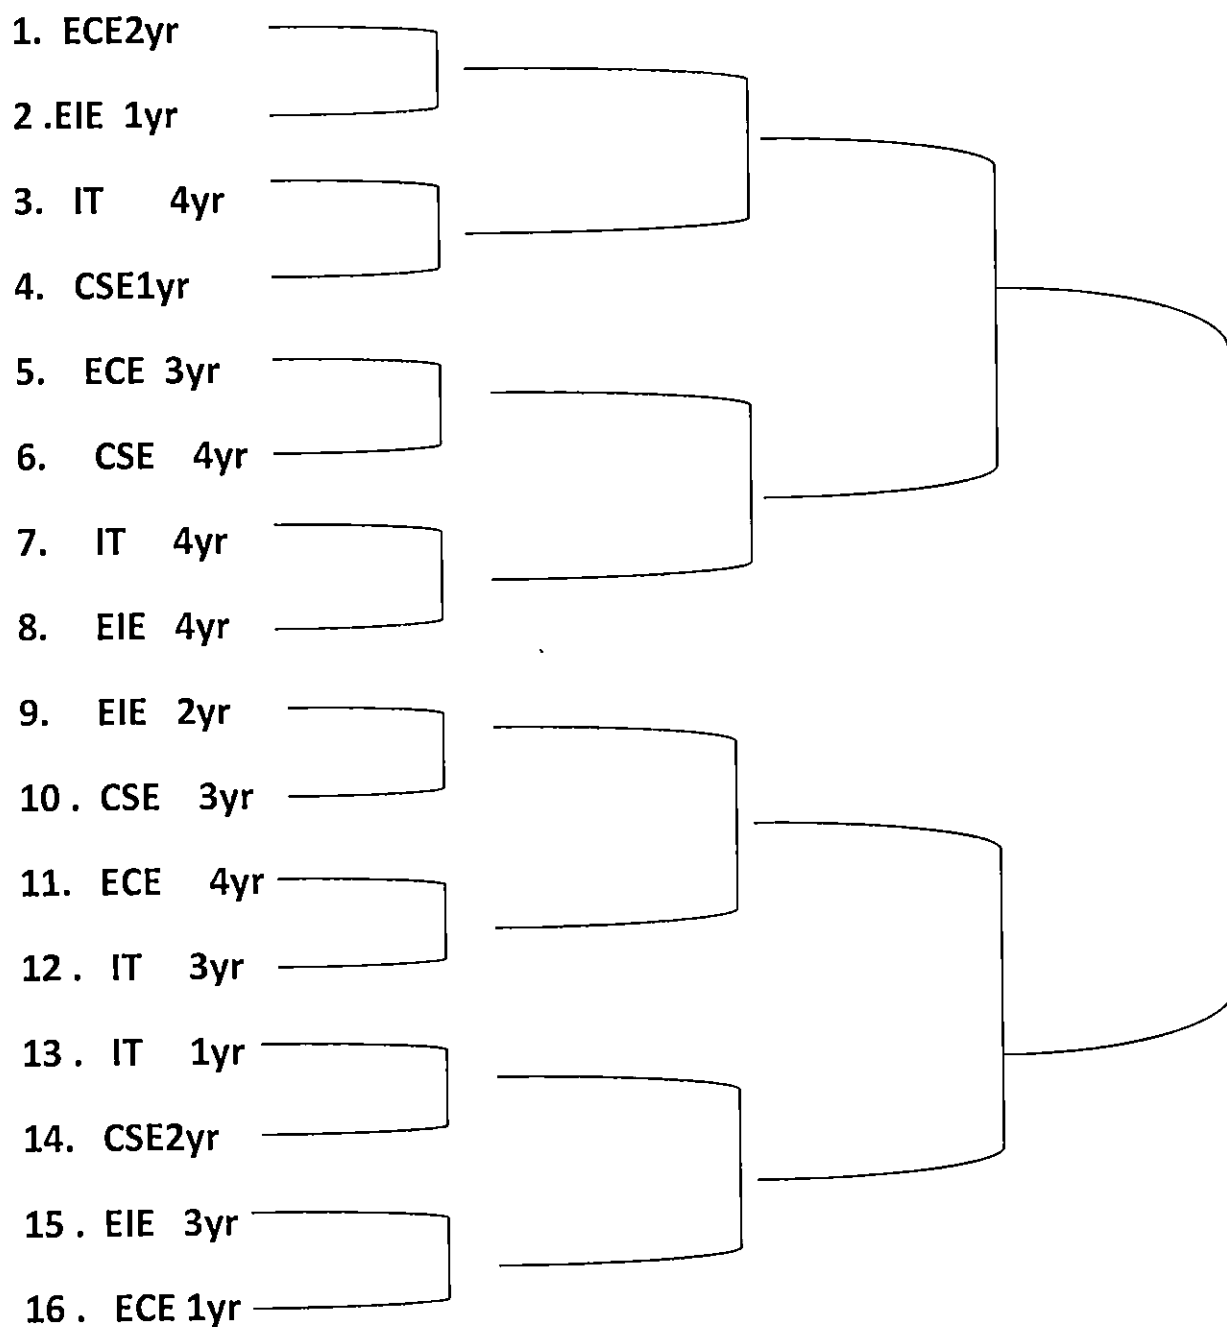 1. ECE2yr
2 .EIE 1yr
3. IT 4yr
4. CSE1yr
5. ECE 3yr
6. CSE 4yr
7. IT 4yr
8. EIE 4yr
9. EIE 2yr
10 . CSE 3yr
11. ECE 4yr
12 . IT 3yr
13 . IT 1yr
14. CSE2yr
15 . EIE 3yr
16 . ECE 1yr